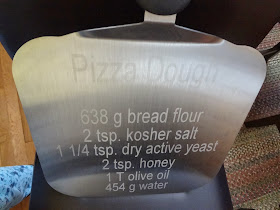 Pizza Dough
638 g bread flour
2 tsp. kosher salt
1 1/4 tsp. dry active yeast
2 tsp. honey
1 T olive oil
454 g water